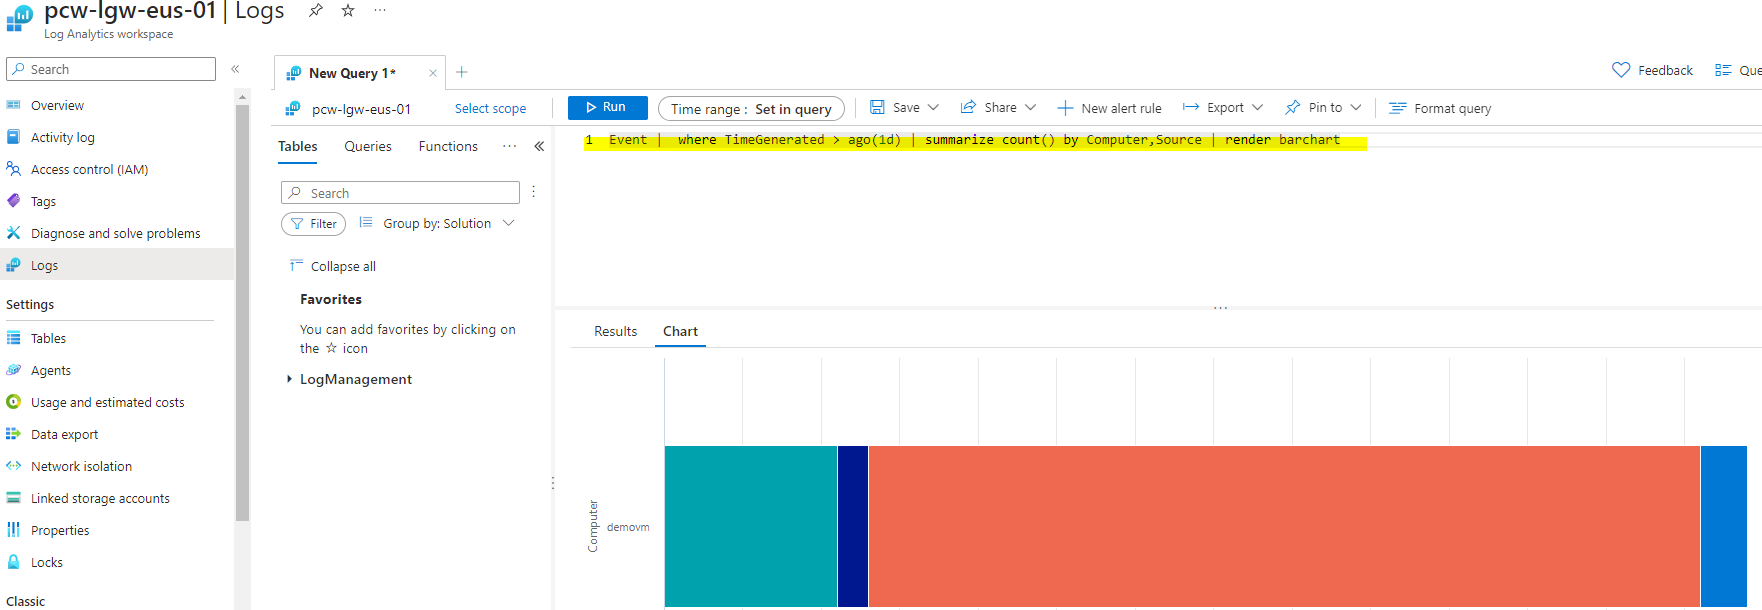 pcw-lgw-eus-01 | Logs
Log Analytics workspace
Search
Overview
Activity log
Access control (IAM)
Tags
Diagnose and solve problems
Logs
Settings
Tables
Agents
Usage and estimated costs
Data export
Network isolation
Linked storage accounts
Properties
Locks
Classic
New Query 1*
Feedback
Que
pcw-lgw-eus-01 Select scope
Run Time range : Set in query Save Share New alert rule Export Pin to Format query
Tables Queries Functions
Search
Filter Group by: Solution
Collapse all
Favorites
You can add favorites by clicking on
the ☆ icon
LogManagement
1 Event | where TimeGenerated > ago(1d) | summarize count() by Computer,Source | render barchart
Results Chart
Computer
demovm